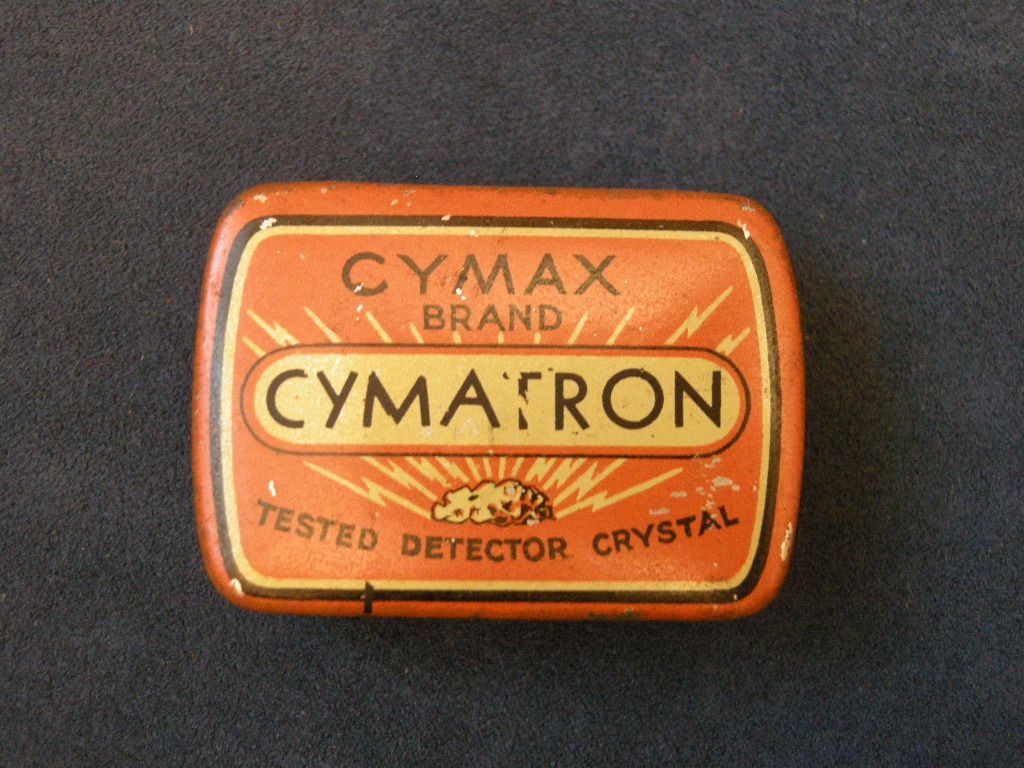 CYMAX
BRAND
CYMATRON
TESTED DETECTOR CRYSTAL